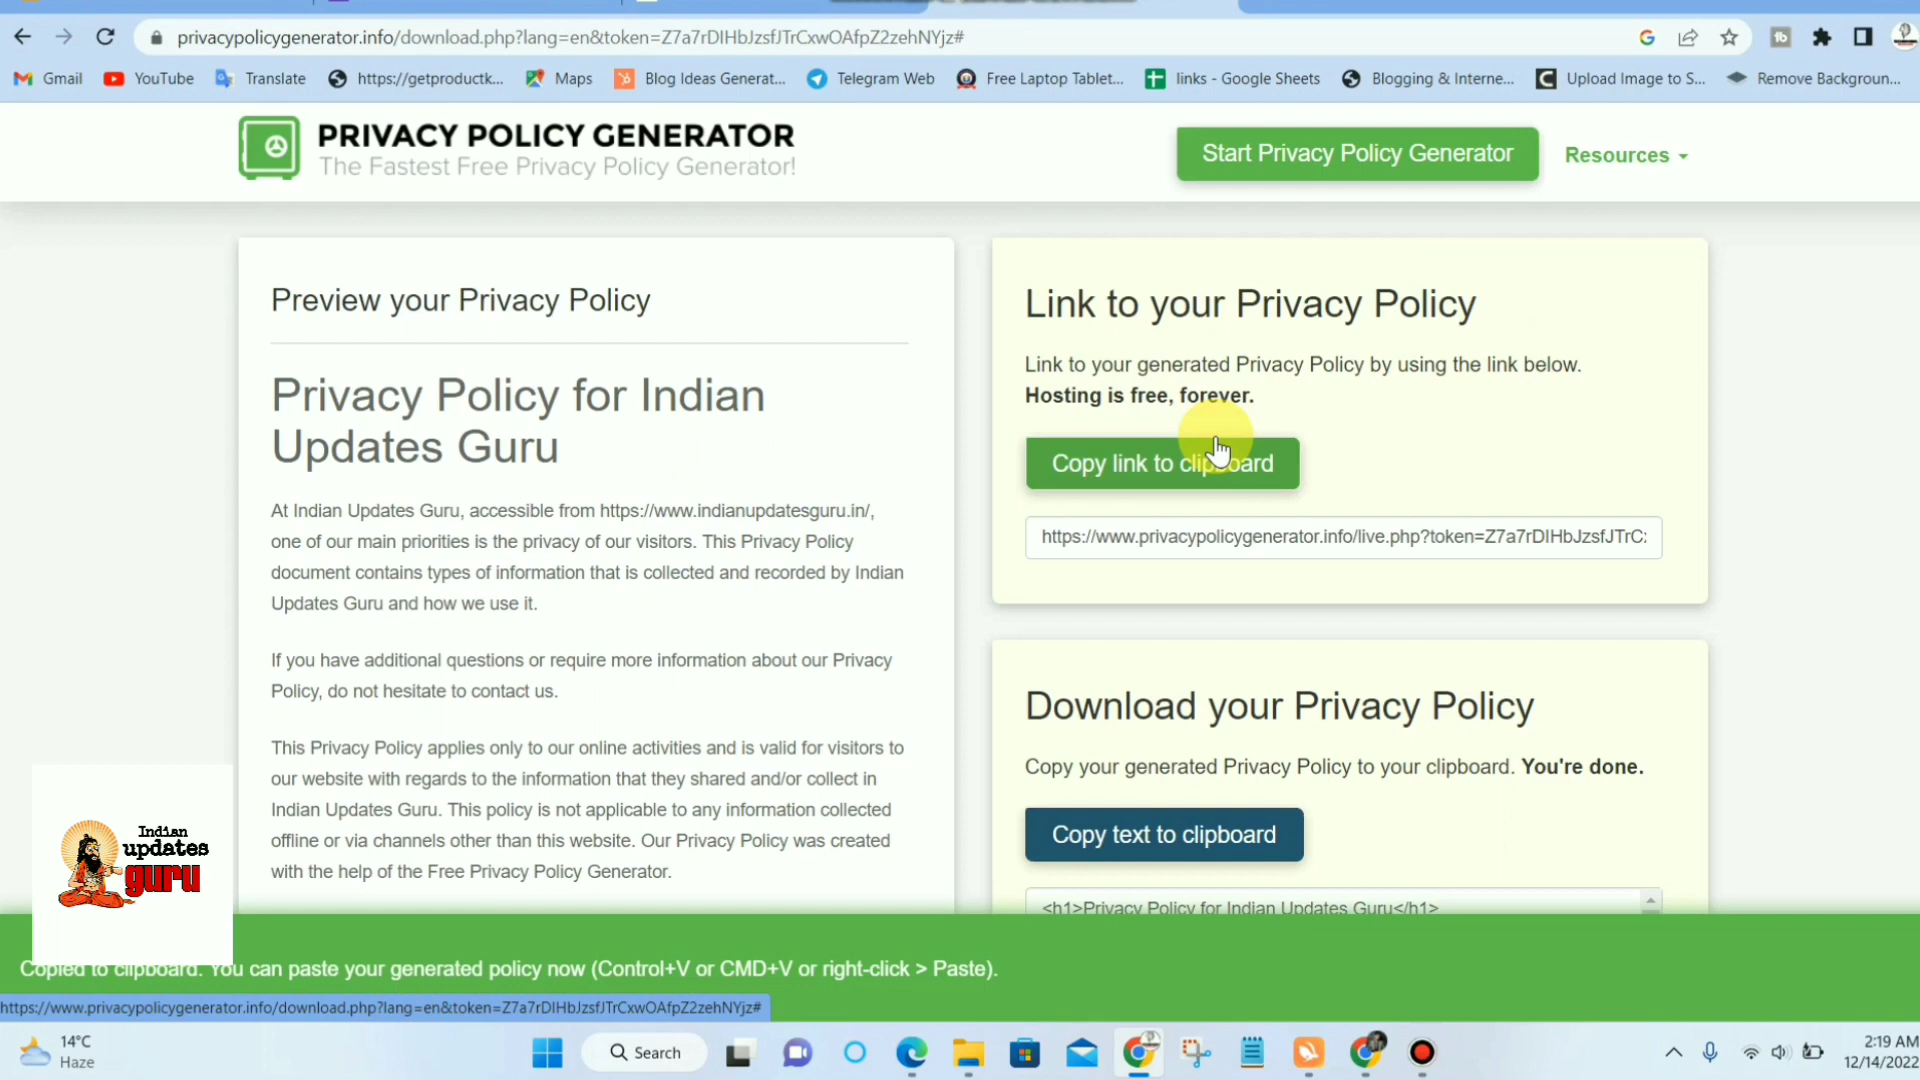 privacypolicygenerator.info/download.php?lang=en&token=Z7a7rDIHbJzsfJTrCxwOAfpZ2zehNYjz#
Gmail
YouTube
Translate
https://getproductk...
Maps
Blog Ideas Generat...
Telegram Web
Free Laptop Tablet...
links - Google Sheets
Blogging & Interne...
Upload Image to S...
Remove Backgroun...
PRIVACY POLICY GENERATOR
The Fastest Free Privacy Policy Generator!
Start Privacy Policy Generator
Resources
Preview your Privacy Policy
Privacy Policy for Indian
Updates Guru
At Indian Updates Guru, accessible from https://www.indianupdatesguru.in/,
one of our main priorities is the privacy of our visitors. This Privacy Policy
document contains types of information that is collected and recorded by Indian
Updates Guru and how we use it.
If you have additional questions or require more information about our Privacy
Policy, do not hesitate to contact us.
This Privacy Policy applies only to our online activities and is valid for visitors to
our website with regards to the information that they shared and/or collect in
Indian Updates Guru. This policy is not applicable to any information collected
offline or via channels other than this website. Our Privacy Policy was created
with the help of the Free Privacy Policy Generator.
Link to your Privacy Policy
Link to your generated Privacy Policy by using the link below.
Hosting is free, forever.
Copy link to clipboard
https://www.privacypolicygenerator.info/live.php?token=Z7a7rDIHbJzsfJTrC
Download your Privacy Policy
Copy your generated Privacy Policy to your clipboard. You're done.
Copy text to clipboard
<h1>Privacy Policy for Indian Updates Guru</h1>
Indian
updates
guru
Copied to clipboard. You can paste your generated policy now (Control+V or CMD+V or right-click > Paste).
https://www.privacypolicygenerator.info/download.php?lang=en&token=Z7a7rDIHbJzsfJTrCxwOAfpZ2zehNYjz#
14°C
Haze
Search
2:19 AM
12/14/2022